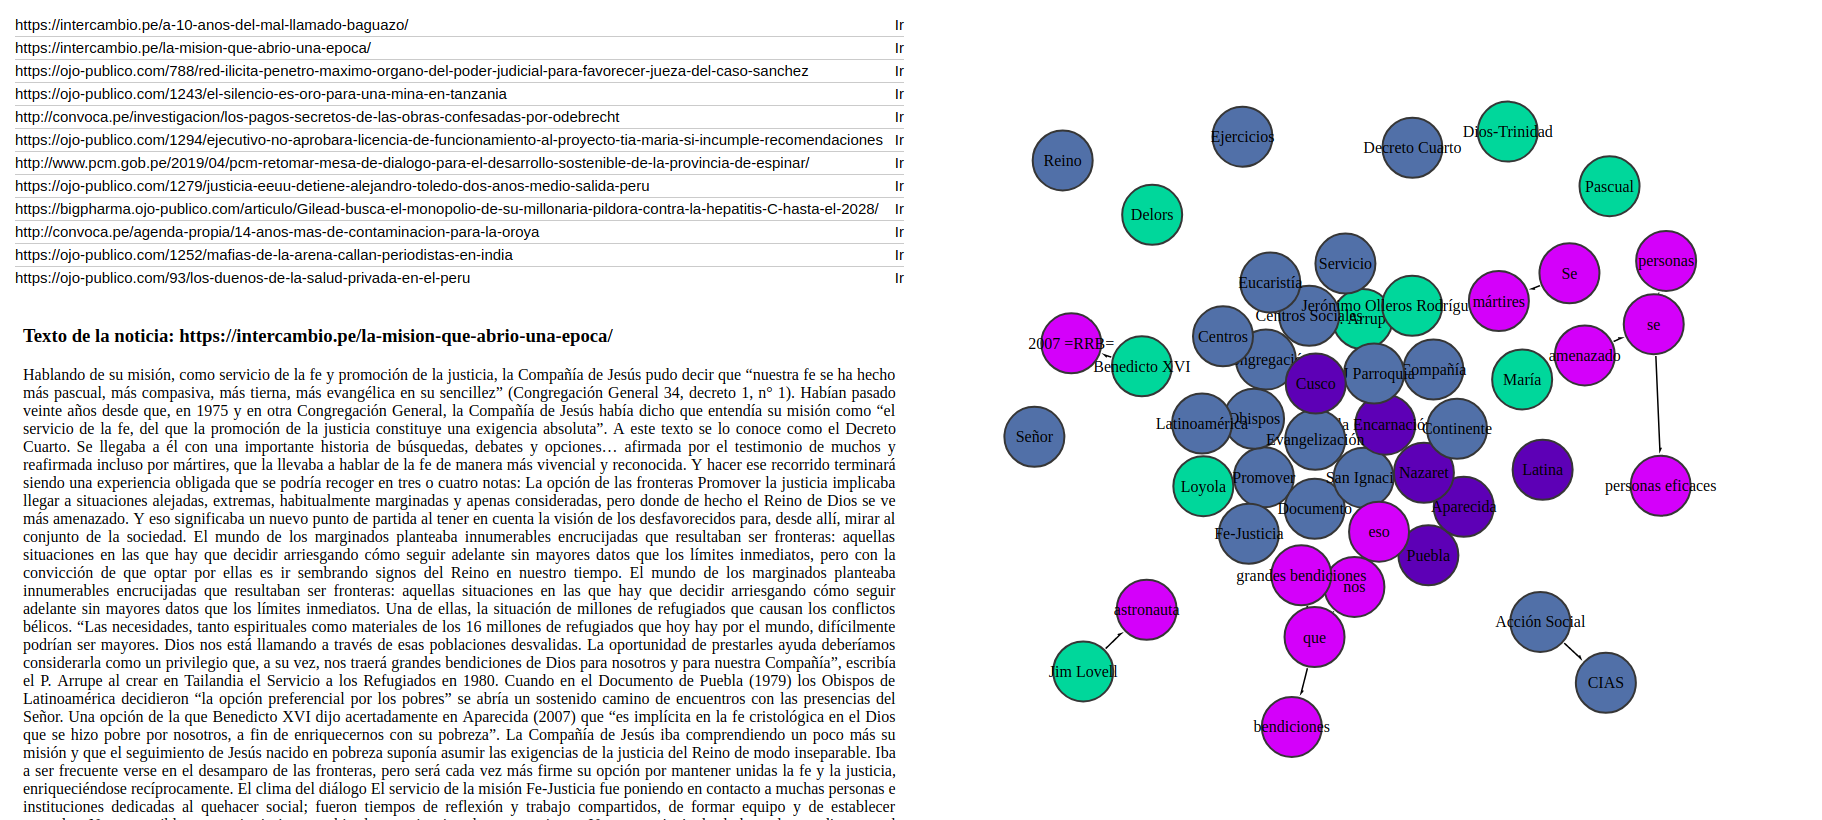 https://intercambio.pe/a-10-anos-del-mal-llamado-baguazo/ Ir
https://intercambio.pe/la-mision-que-abrio-una-epoca/ Ir
https://ojo-publico.com/788/red-ilicita-penetro-maximo-organo-del-poder-judicial-para-favorecer-jueza-del-caso-sanchez Ir
https://ojo-publico.com/1243/el-silencio-es-oro-para-una-mina-en-tanzania Ir
http://convoca.pe/investigacion/los-pagos-secretos-de-las-obras-confesadas-por-odebrecht Ir
https://ojo-publico.com/1294/ejecutivo-no-aprobara-licencia-de-funcionamiento-al-proyecto-tia-maria-si-incumple-recomendaciones Ir
http://www.pcm.gob.pe/2019/04/pcm-retomar-mesa-de-dialogo-para-el-desarrollo-sostenible-de-la-provincia-de-espinar/ Ir
https://ojo-publico.com/1279/justicia-eeuu-detiene-alejandro-toledo-dos-anos-medio-salida-peru Ir
https://bigpharma.ojo-publico.com/articulo/Gilead-busca-el-monopolio-de-su-millonaria-pildora-contra-la-hepatitis-C-hasta-el-2028/ Ir
http://convoca.pe/agenda-propia/14-anos-mas-de-contaminacion-para-la-oroya Ir
https://ojo-publico.com/1252/mafias-de-la-arena-callan-periodistas-en-india Ir
https://ojo-publico.com/93/los-duenos-de-la-salud-privada-en-el-peru Ir
Texto de la noticia: https://intercambio.pe/la-mision-que-abrio-una-epoca/
Hablando de su misión, como servicio de la fe y promoción de la justicia, la Compañía de Jesús pudo decir que “nuestra fe se ha hecho
más pascual, más compasiva, más tierna, más evangélica en su sencillez” (Congregación General 34, decreto 1, n° 1). Habían pasado
veinte años desde que, en 1975 y en otra Congregación General, la Compañía de Jesús había dicho que entendía su misión como “el
servicio de la fe, del que la promoción de la justicia constituye una exigencia absoluta”. A este texto se lo conoce como el Decreto
Cuarto. Se llegaba a él con una importante historia de búsquedas, debates y opciones… afirmada por el testimonio de muchos y
reafirmada incluso por mártires, que la llevaba a hablar de la fe de manera más vivencial y reconocida. Y hacer ese recorrido terminará
siendo una experiencia obligada que se podría recoger en tres o cuatro notas: La opción de las fronteras Promover la justicia implicaba
llegar a situaciones alejadas, extremas, habitualmente marginadas y apenas consideradas, pero donde de hecho el Reino de Dios se ve
más amenazado. Y eso significaba un nuevo punto de partida al tener en cuenta la visión de los desfavorecidos para, desde allí, mirar al
conjunto de la sociedad. El mundo de los marginados planteaba innumerables encrucijadas que resultaban ser fronteras: aquellas
situaciones en las que hay que decidir arriesgando cómo seguir adelante sin mayores datos que los límites inmediatos, pero con la
convicción de que optar por ellas es ir sembrando signos del Reino en nuestro tiempo. El mundo de los marginados planteaba
innumerables encrucijadas que resultaban ser fronteras: aquellas situaciones en las que hay que decidir arriesgando cómo seguir
adelante sin mayores datos que los límites inmediatos. Una de ellas, la situación de millones de refugiados que causan los conflictos
bélicos. “Las necesidades, tanto espirituales como materiales de los 16 millones de refugiados que hoy hay por el mundo, difícilmente
podrían ser mayores. Dios nos está llamando a través de esas poblaciones desvalidas. La oportunidad de prestarles ayuda deberíamos
considerarla como un privilegio que, a su vez, nos traerá grandes bendiciones de Dios para nosotros y para nuestra Compañía”, escribía
el P. Arrupe al crear en Tailandia el Servicio a los Refugiados en 1980. Cuando en el Documento de Puebla (1979) los Obispos de
Latinoamérica decidieron “la opción preferencial por los pobres” se abría un sostenido camino de encuentros con las presencias del
Señor. Una opción de la que Benedicto XVI dijo acertadamente en Aparecida (2007) que “es implícita en la fe cristológica en el Dios
que se hizo pobre por nosotros, a fin de enriquecernos con su pobreza”. La Compañía de Jesús iba comprendiendo un poco más su
misión y que el seguimiento de Jesús nacido en pobreza suponía asumir las exigencias de la justicia del Reino de modo inseparable. Iba
a ser frecuente verse en el desamparo de las fronteras, pero será cada vez más firme su opción por mantener unidas la fe y la justicia,
enriqueciéndose recíprocamente. El clima del diálogo El servicio de la misión Fe-Justicia fue poniendo en contacto a muchas personas e
instituciones dedicadas al quehacer social; fueron tiempos de reflexión y trabajo compartidos, de formar equipo y de establecer
Dios-Trinidad
Ejercicios
Decreto Cuarto
Reino
Pascual
Delors
personas
Servicio
Se
Eucaristía
mártires
Jerónimo Olleros Rodrígu
Centros Sociales
Arrup
se
Centros
2007 =RRB=
amenazado
Benedicto XVI
ngregació
Parroquia
ompañía
María
Cusco
Latinoamérica
Obispos
la Encarnació
Continente
Señor
Evangelización
Latina
Nazaret
Promover
San Ignaci
Loyola
personas eficaces
Documento
Aparecida
Fe-Justicia
eso
Puebla
grandes bendiciones
nos
astronauta
Acción Social
que
Jim Lovell
CIAS
bendiciones